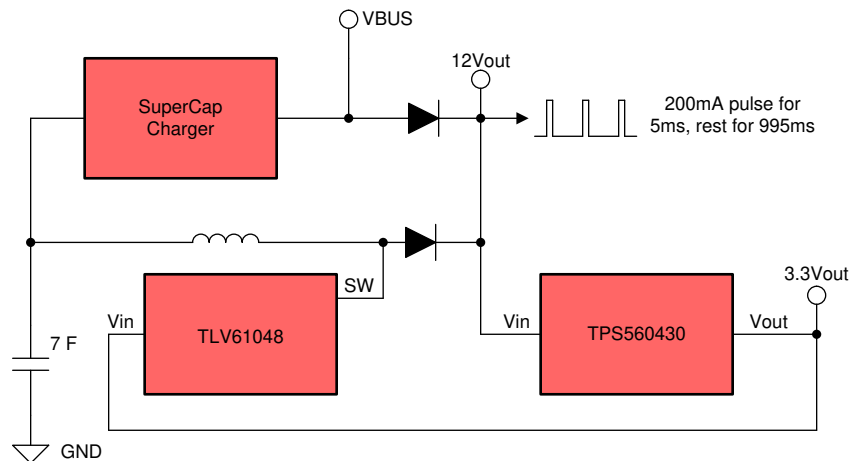 VBUS
12Vout
SuperCap
Charger
200mA pulse for
5ms, rest for 995ms
SW
3.3Vout
Vin
TLV61048
Vin
TPS560430
Vout
7 F
GND